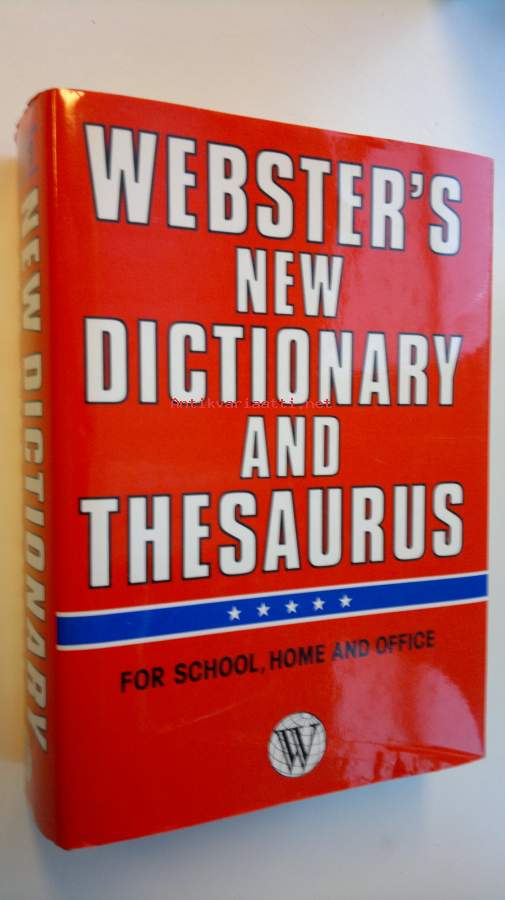 WEBSTER'S
NEW
DICTIONARY
Antikvariaatti.net
AND
THESAURUS
FOR SCHOOL, HOME AND OFFICE
W
NEW DICTIONARY